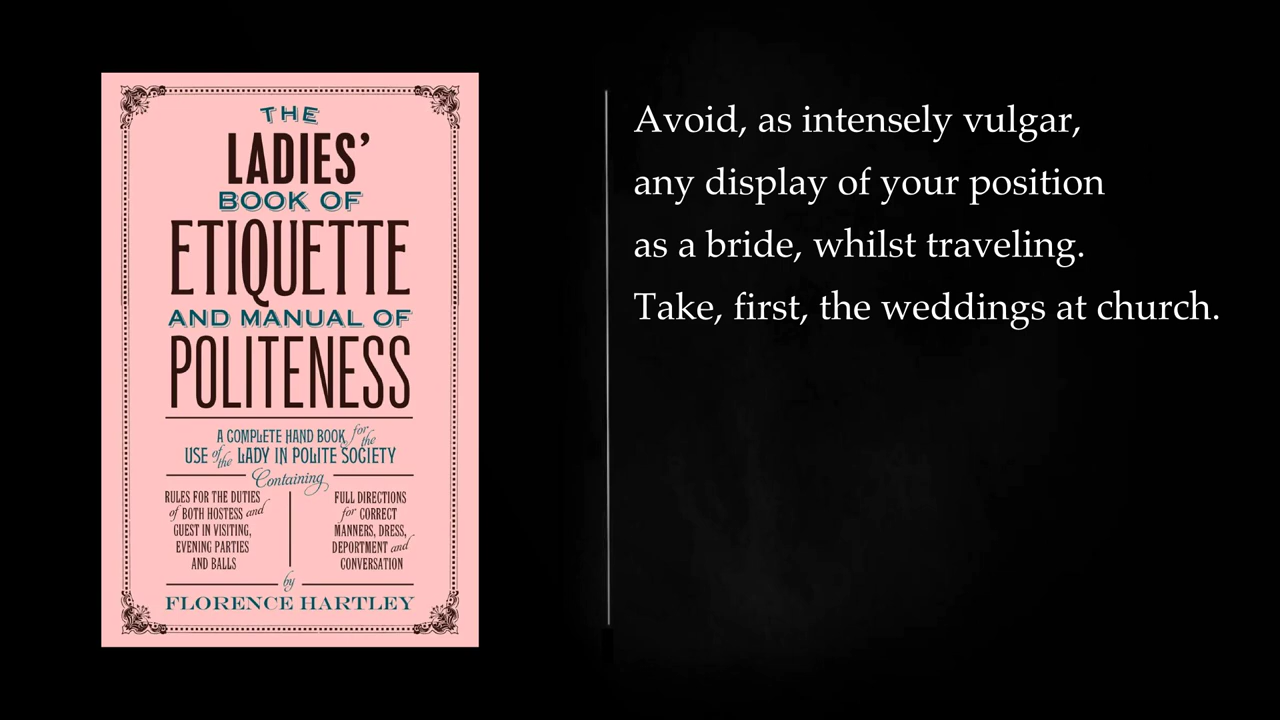 THE
LADIES'
BOOK OF
ETIQUETTE
AND MANUAL OF
POLITENESS
A COMPLETE HAND BOOK for the
USE of the LADY IN POLITE SOCIETY
Containing
RULES FOR THE DUTIES
of BOTH HOSTESS and
GUEST IN VISITING,
EVENING PARTIES
AND BALLS
FULL DIRECTIONS
for CORRECT
MANNERS, DRESS,
DEPORTMENT and
CONVERSATION
by
FLORENCE HARTLEY
Avoid, as intensely vulgar,
any display of your position
as a bride, whilst traveling.
Take, first, the weddings at church.